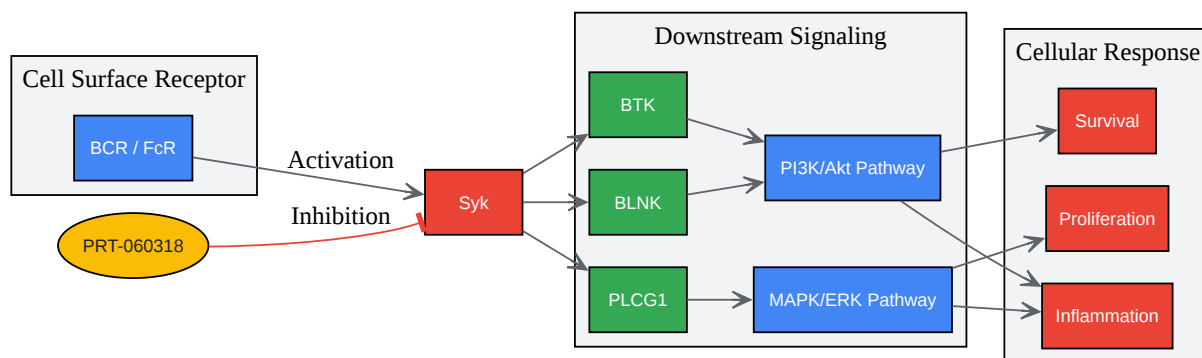 Cell Surface Receptor
BCR / FcR
Activation
Inhibition
PRT-060318
Syk
Downstream Signaling
BTK
BLNK
PLCG1
PI3K/Akt Pathway
MAPK/ERK Pathway
Cellular Response
Survival
Proliferation
Inflammation